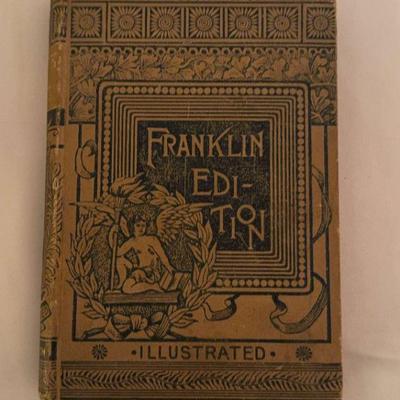 FRANKLIN
EDI-
TION
·ILLUSTRATED·